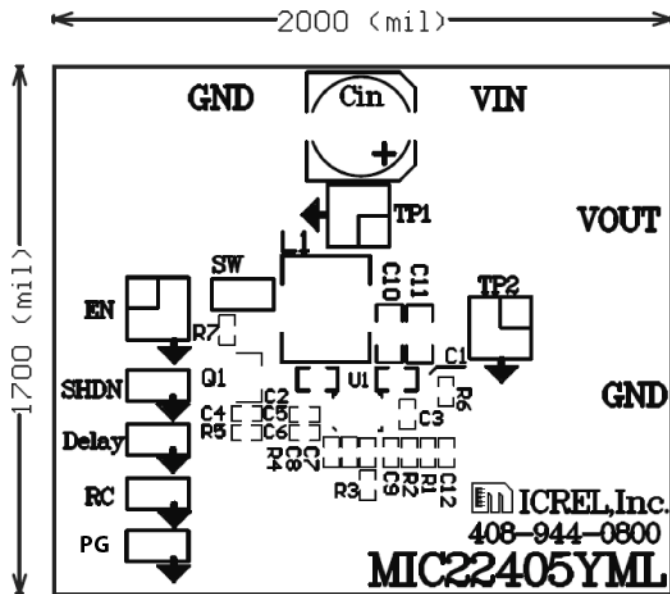 2000 (mil)
1700 (mil)
GND
Cin
VIN
+
TP1
VOUT
L1
SW
C10
C11
TP2
EN
R7
C1
SHDN
Q1
U1
GND
C2
R6
C4
C5
C3
Delay
R5
C6
R4
C8
C7
R3
C9
R2
R1
C12
RC
MICREL,Inc.
PG
408-944-0800
MIC22405YML